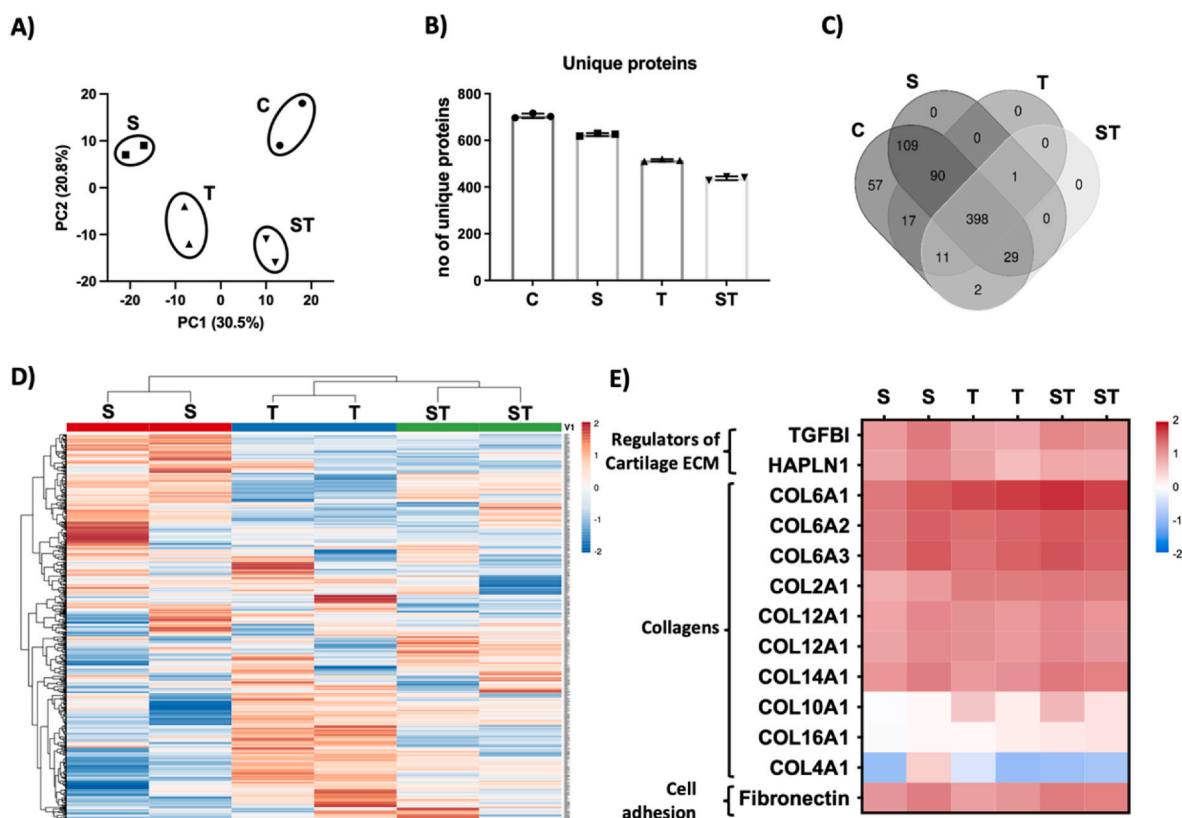 A)
20
10
0
-10
-20
PC2 (20.8%)
-20 -10 0 10 20
PC1 (30.5%)
S
C
T
ST
B)
Unique proteins
no of unique proteins
800
600
400
200
0
C S T ST
C)
S T
C ST
0 0
109 0 0
57 90 1 0
17 398 0
11 29
2
D)
S S T T ST ST
V1
2
1
0
-1
-2
E)
S S T T ST ST
Regulators of
Cartilage ECM
TGFBI
HAPLN1
Collagens
COL6A1
COL6A2
COL6A3
COL2A1
COL12A1
COL12A1
COL14A1
COL10A1
COL16A1
COL4A1
Cell
adhesion
Fibronectin
2
1
0
-1
-2